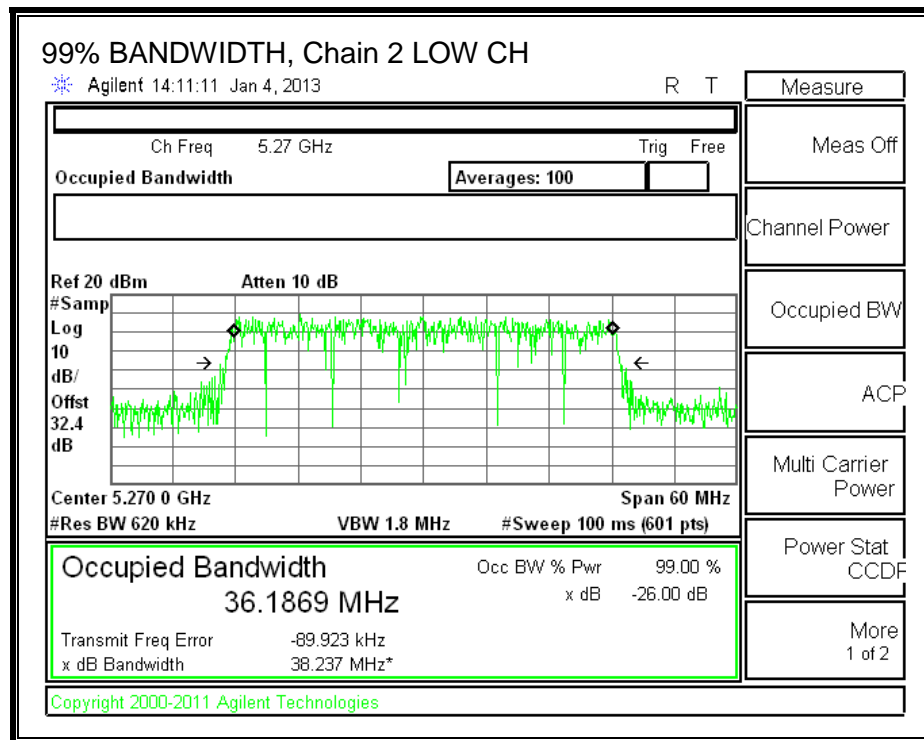 99% BANDWIDTH, Chain 2 LOW CH
Agilent 14:11:11 Jan 4, 2013 R T
Measure
Ch Freq 5.27 GHz Trig Free
Meas Off
Occupied Bandwidth Averages: 100
Channel Power
Ref 20 dBm Atten 10 dB
#Samp
Log
10
dB/
Offst
32.4
dB
Occupied BW
ACP
Multi Carrier
Power
Center 5.270 0 GHz Span 60 MHz
#Res BW 620 kHz VBW 1.8 MHz #Sweep 100 ms (601 pts)
Power Stat
CCDF
Occupied Bandwidth Occ BW % Pwr 99.00 %
36.1869 MHz x dB -26.00 dB
Transmit Freq Error -89.923 kHz
x dB Bandwidth 38.237 MHz*
More
1 of 2
Copyright 2000-2011 Agilent Technologies